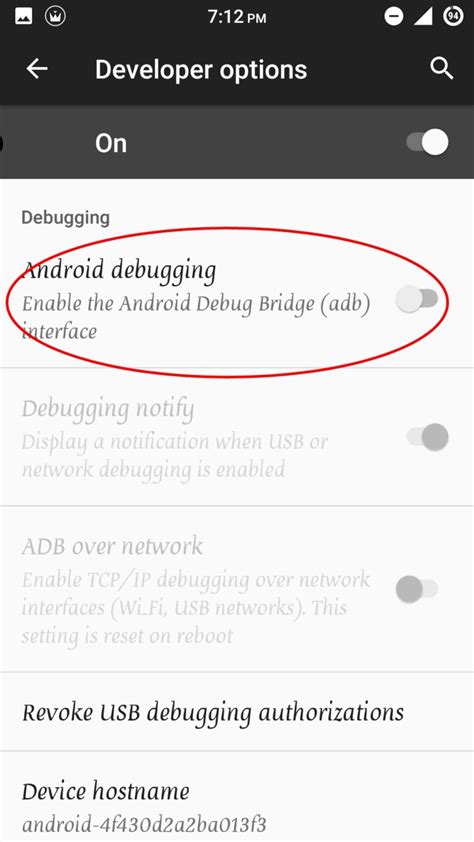 7:12 PM
94
Developer options
On
Debugging
Android debugging
Enable the Android Debug Bridge (adb)
interface
Debugging notify
Display a notification when USB or
network debugging is enabled
ADB over network
Enable TCP/IP debugging over network
interfaces (Wi_Fi, USB networks). This
setting is reset on reboot
Revoke USB debugging authorizations
Device hostname
android-4f430d2a2ba013f3